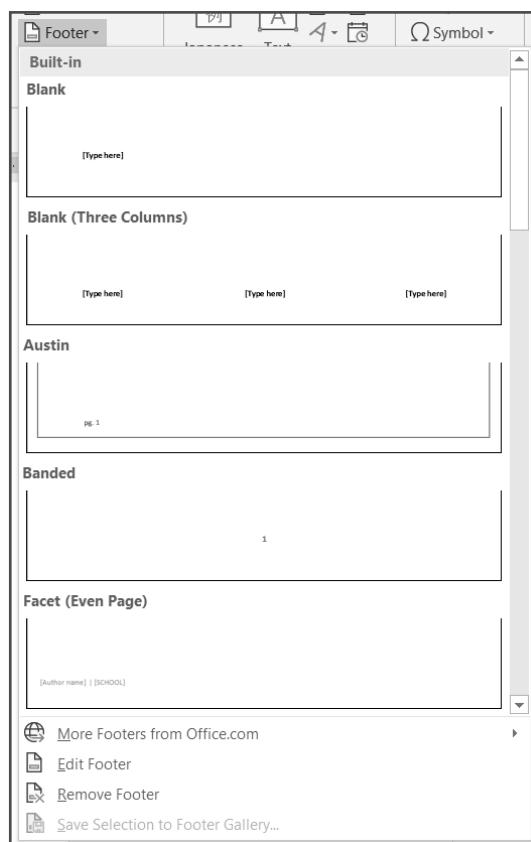 Footer
Symbol
Built-in
Blank
[Type here]
Blank (Three Columns)
[Type here] [Type here] [Type here]
Austin
pg. 1
Banded
1
Facet (Even Page)
[Author name] | [SCHOOL]
More Footers from Office.com
Edit Footer
Remove Footer
Save Selection to Footer Gallery...